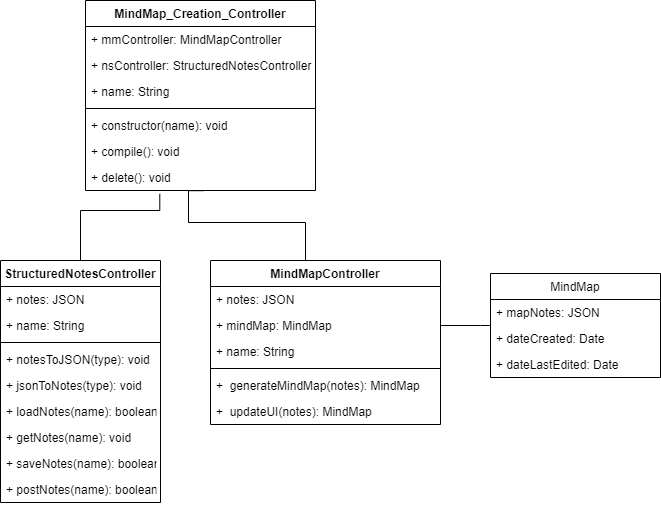 MindMap_Creation_Controller
+ mmController: MindMapController
+ nsController: StructuredNotesController
+ name: String
+ constructor(name): void
+ compile(): void
+ delete(): void
StructuredNotesController
+ notes: JSON
+ name: String
+ notesToJSON(type): void
+ jsonToNotes(type): void
+ loadNotes(name): boolean
+ getNotes(name): void
+ saveNotes(name): boolean
+ postNotes(name): boolean
MindMapController
+ notes: JSON
+ mindMap: MindMap
+ name: String
+ generateMindMap(notes): MindMap
+ updateUI(notes): MindMap
MindMap
+ mapNotes: JSON
+ dateCreated: Date
+ dateLastEdited: Date